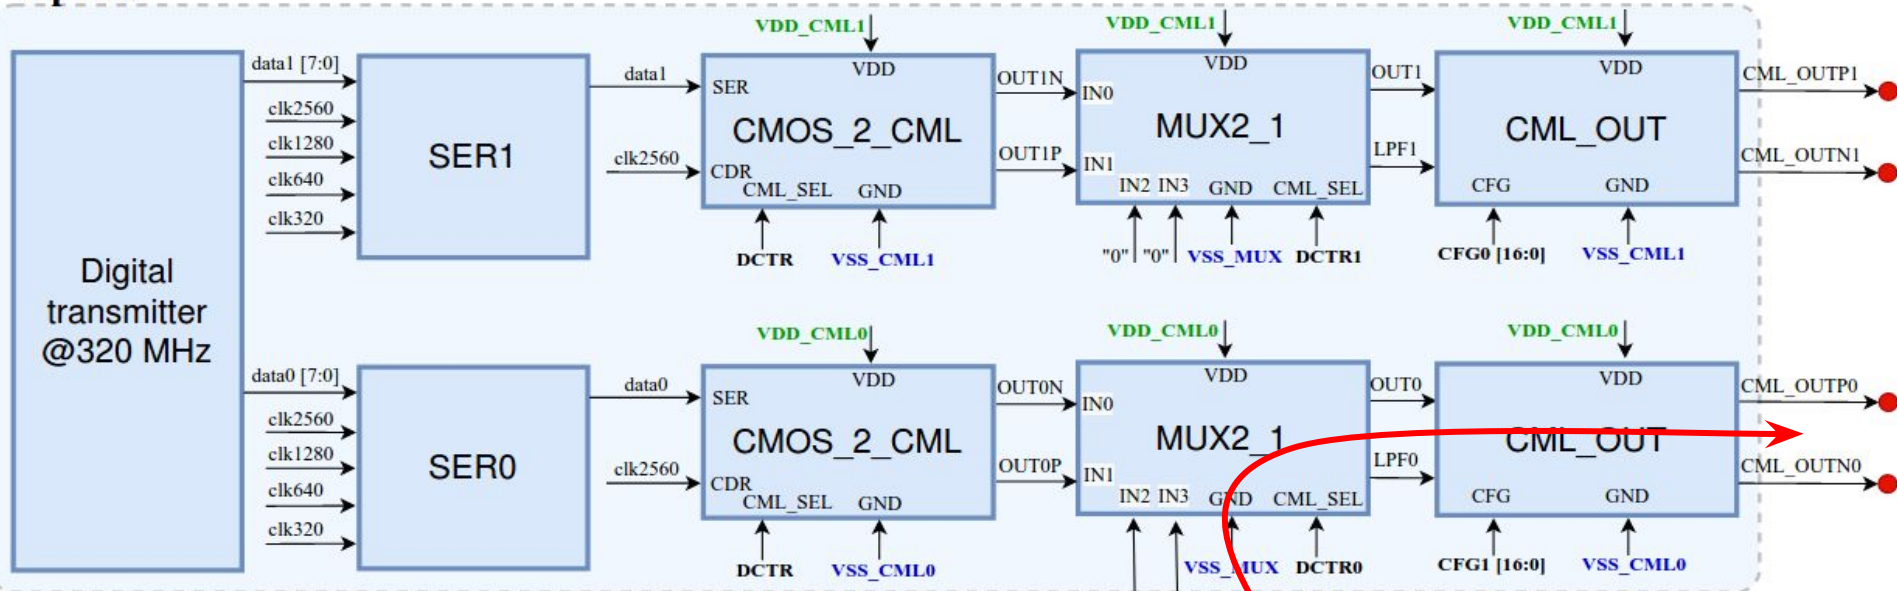 VDD_CML1
VDD_CML1
VDD_CML1
data1 [7:0]
clk2560
clk1280
clk640
clk320
SER1
data1
clk2560
VDD
SER
CMOS_2_CML
CDR
CML_SEL
GND
DCTR
VSS_CML1
OUT1N
OUT1P
VDD
IN0
MUX2_1
IN1
IN2
IN3
GND
CML_SEL
"0"
"0"
VSS_MUX
DCTR1
OUT1
LPF1
VDD
CML_OUT
CFG
GND
CFG0 [16:0]
VSS_CML1
CML_OUTP1
CML_OUTN1
Digital
transmitter
@320 MHz
VDD_CML0
VDD_CML0
VDD_CML0
data0 [7:0]
clk2560
clk1280
clk640
clk320
SER0
data0
clk2560
VDD
SER
CMOS_2_CML
CDR
CML_SEL
GND
DCTR
VSS_CML0
OUT0N
OUT0P
VDD
IN0
MUX2_1
IN1
IN2
IN3
GND
CML_SEL
VSS_MUX
DCTR0
OUT0
LPF0
VDD
CML_OUT
CFG
GND
CFG1 [16:0]
VSS_CML0
CML_OUTP0
CML_OUTN0